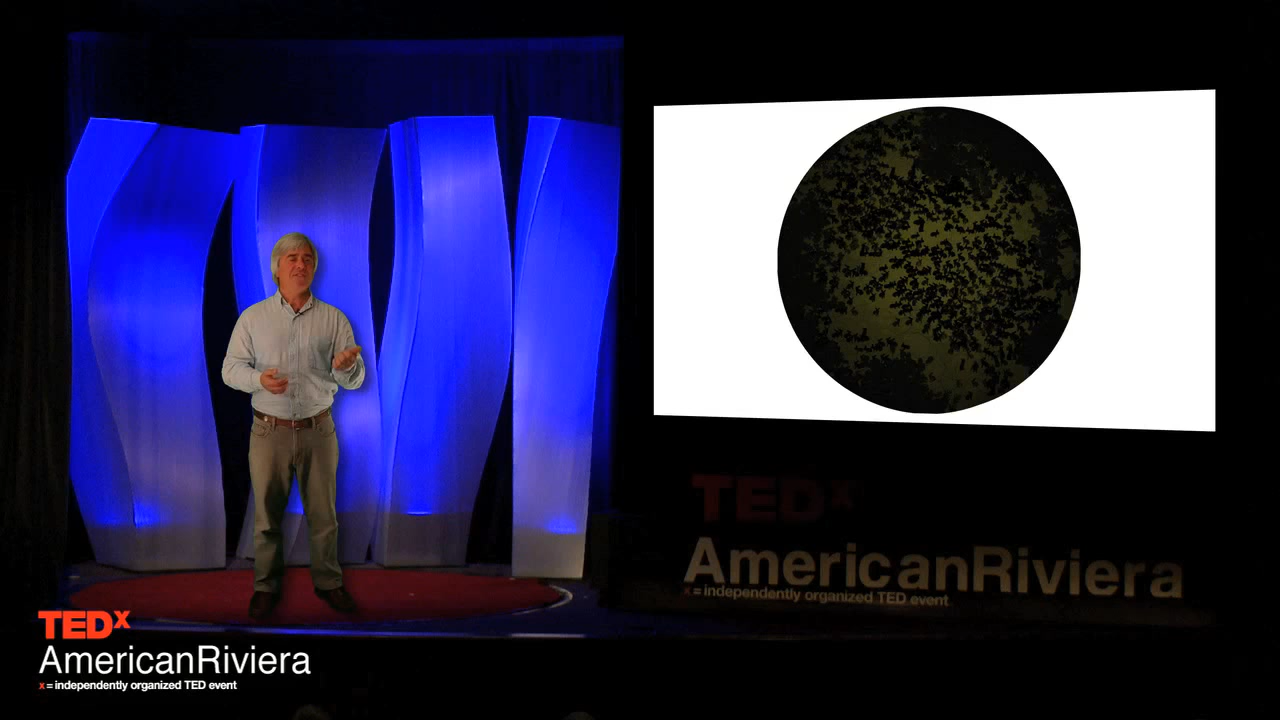 TEDx
AmericanRiviera
x = independently organized TED event
TEDx
AmericanRiviera
x = independently organized TED event